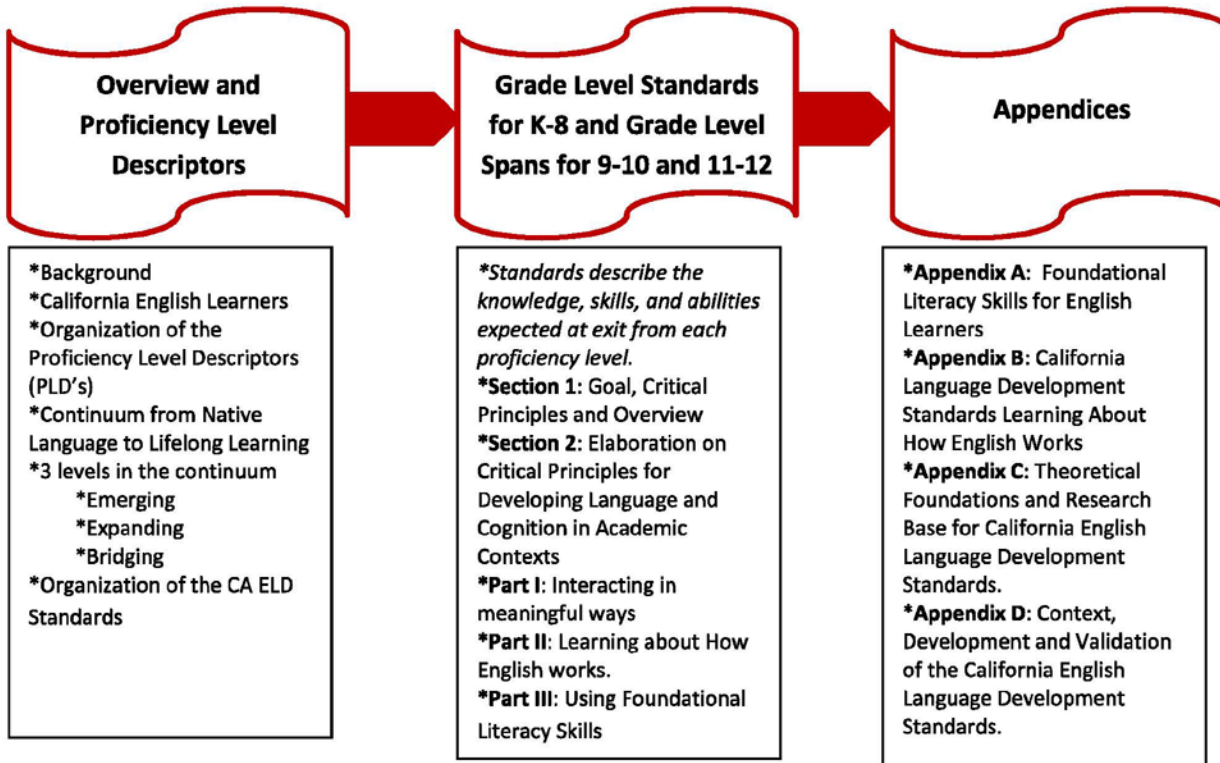 Overview and
Proficiency Level
Descriptors
Grade Level Standards
for K-8 and Grade Level
Spans for 9-10 and 11-12
Appendices
*Background
*California English Learners
*Organization of the
Proficiency Level Descriptors
(PLD's)
*Continuum from Native
Language to Lifelong Learning
*3 levels in the continuum
*Emerging
*Expanding
*Bridging
*Organization of the CA ELD
Standards
*Standards describe the
knowledge, skills, and abilities
expected at exit from each
proficiency level.
*Section 1: Goal, Critical
Principles and Overview
*Section 2: Elaboration on
Critical Principles for
Developing Language and
Cognition in Academic
Contexts
*Part I: Interacting in
meaningful ways
*Part II: Learning about How
English works.
*Part III: Using Foundational
Literacy Skills
*Appendix A:  Foundational
Literacy Skills for English
Learners
*Appendix B: California
Language Development
Standards Learning About
How English Works
*Appendix C: Theoretical
Foundations and Research
Base for California English
Language Development
Standards.
*Appendix D: Context,
Development and Validation
of the California English
Language Development
Standards.